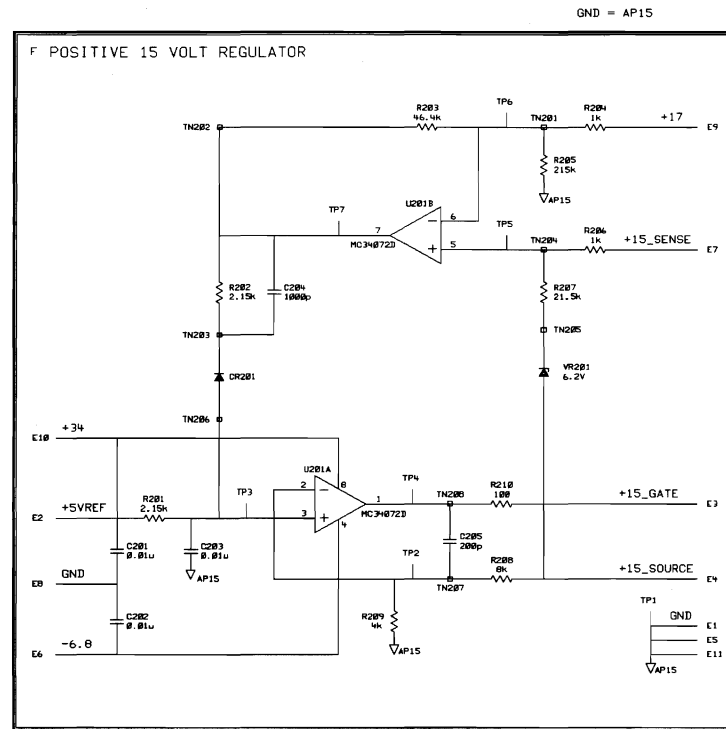 GND = AP15
F POSITIVE 15 VOLT REGULATOR
R203
46.4k
TP6
TN201
R204
1k
+17
E9
TN202
R205
215k
AP15
U201B
TP7
7
6
5
MC34072D
TP5
TN204
R206
1k
+15_SENSE
E7
R202
2.15k
C204
1000p
R207
21.5k
TN203
TN205
CR201
VR201
6.2V
TN206
+34
E10
U201A
2
8
1
3
4
MC34072D
TP4
TN208
R210
100
+15_GATE
E3
+5VREF
E2
R201
2.15k
TP3
C201
0.01u
C203
0.01u
AP15
C205
200p
TP2
R208
8k
+15_SOURCE
E4
GND
E8
TN207
C202
0.01u
R209
4k
AP15
TP1
GND
E1
E5
E11
AP15
-6.8
E6